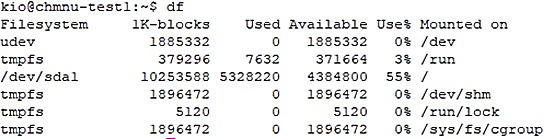 kio@chmnu-test1:~$ df
Filesystem     1K-blocks    Used Available Use% Mounted on
udev             1885332       0   1885332   0% /dev
tmpfs             379296    7632    371664   3% /run
/dev/sda1       10253588 5328220   4384800  55% /
tmpfs            1896472       0   1896472   0% /dev/shm
tmpfs               5120       0      5120   0% /run/lock
tmpfs            1896472       0   1896472   0% /sys/fs/cgroup